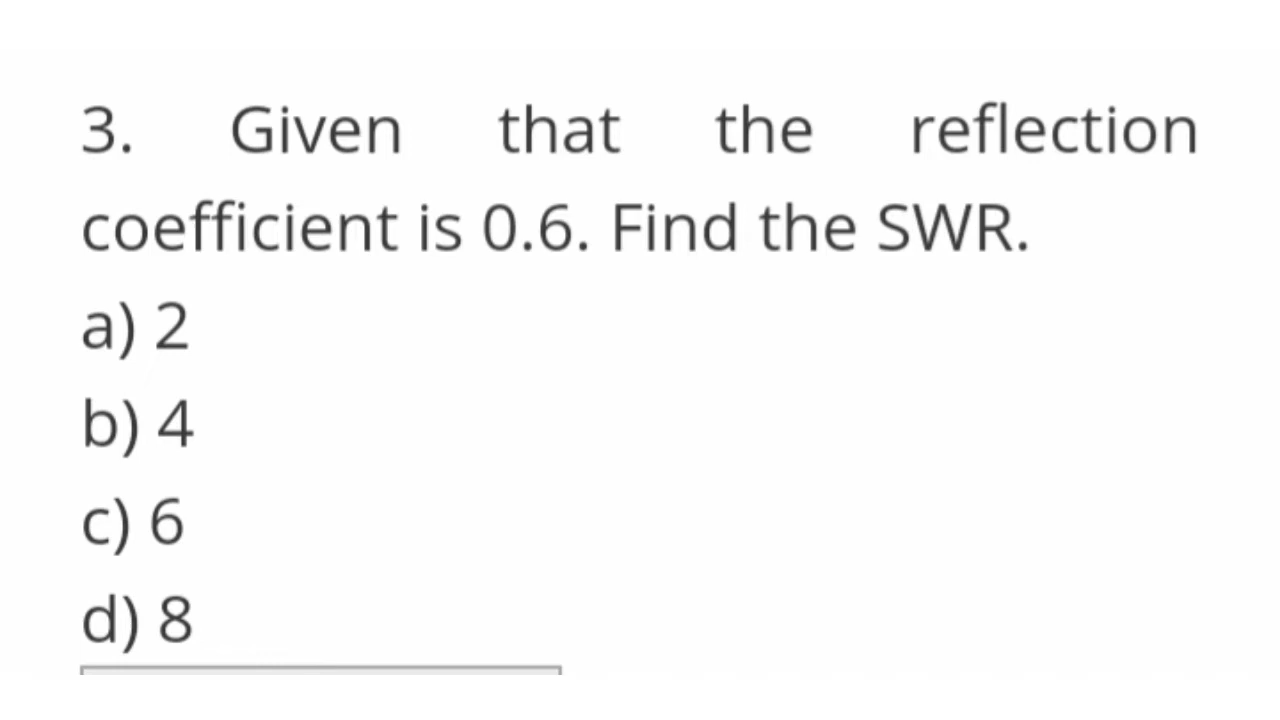 3. Given that the reflection
coefficient is 0.6. Find the SWR.
a) 2
b) 4
c) 6
d) 8